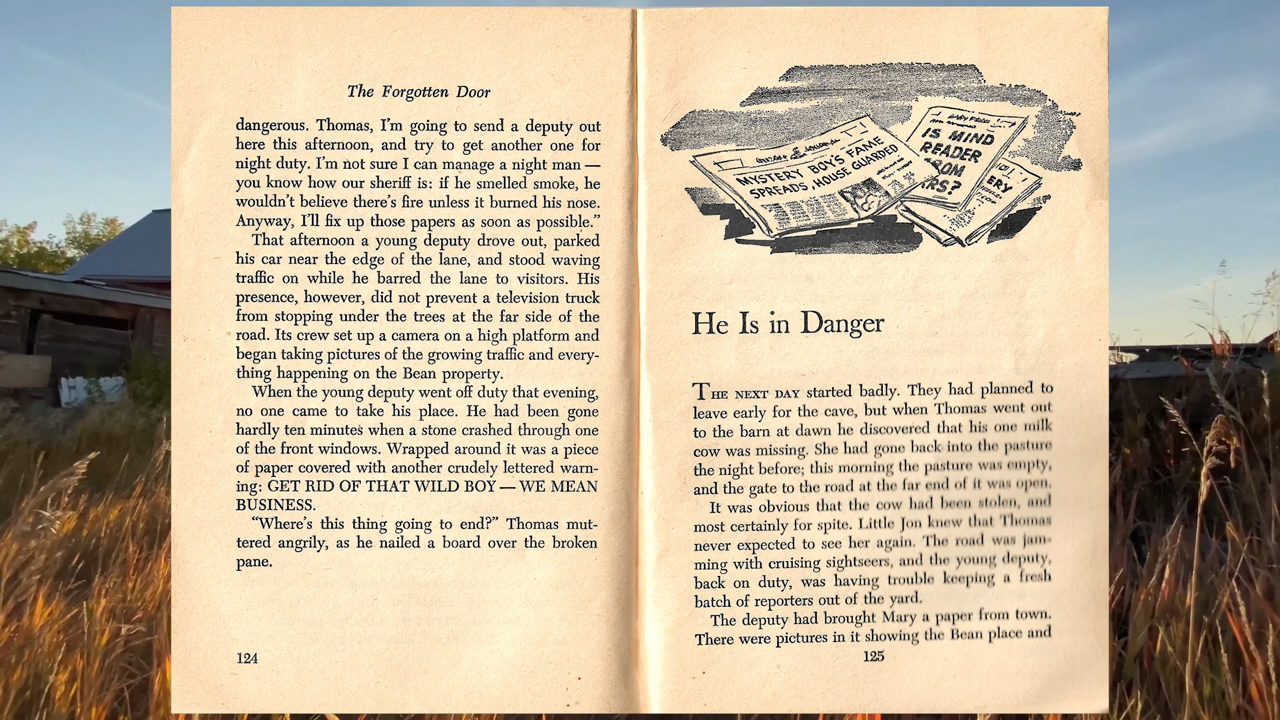 The Forgotten Door
dangerous. Thomas, I'm going to send a deputy out
here this afternoon, and try to get another one for
night duty. I'm not sure I can manage a night man —
you know how our sheriff is: if he smelled smoke, he
wouldn't believe there's fire unless it burned his nose.
Anyway, I'll fix up those papers as soon as possible."
That afternoon a young deputy drove out, parked
his car near the edge of the lane, and stood waving
traffic on while he barred the lane to visitors. His
presence, however, did not prevent a television truck
from stopping under the trees at the far side of the
road. Its crew set up a camera on a high platform and
began taking pictures of the growing traffic and every-
thing happening on the Bean property.
When the young deputy went off duty that evening,
no one came to take his place. He had been gone
hardly ten minutes when a stone crashed through one
of the front windows. Wrapped around it was a piece
of paper covered with another crudely lettered warn-
ing: GET RID OF THAT WILD BOY — WE MEAN
BUSINESS.
"Where's this thing going to end?" Thomas mut-
tered angrily, as he nailed a board over the broken
pane.
124
MYSTERY BOY'S FAME
SPREADS, HOUSE GUARDED
IS MIND
READER
ERY
He Is in Danger
THE NEXT DAY started badly. They had planned to
leave early for the cave, but when Thomas went out
to the barn at dawn he discovered that his one milk
cow was missing. She had gone back into the pasture
the night before; this morning the pasture was empty,
and the gate to the road at the far end of it was open.
It was obvious that the cow had been stolen, and
most certainly for spite. Little Jon knew that Thomas
never expected to see her again. The road was jam-
ming with cruising sightseers, and the young deputy,
back on duty, was having trouble keeping a fresh
batch of reporters out of the yard.
The deputy had brought Mary a paper from town.
There were pictures in it showing the Bean place and
125